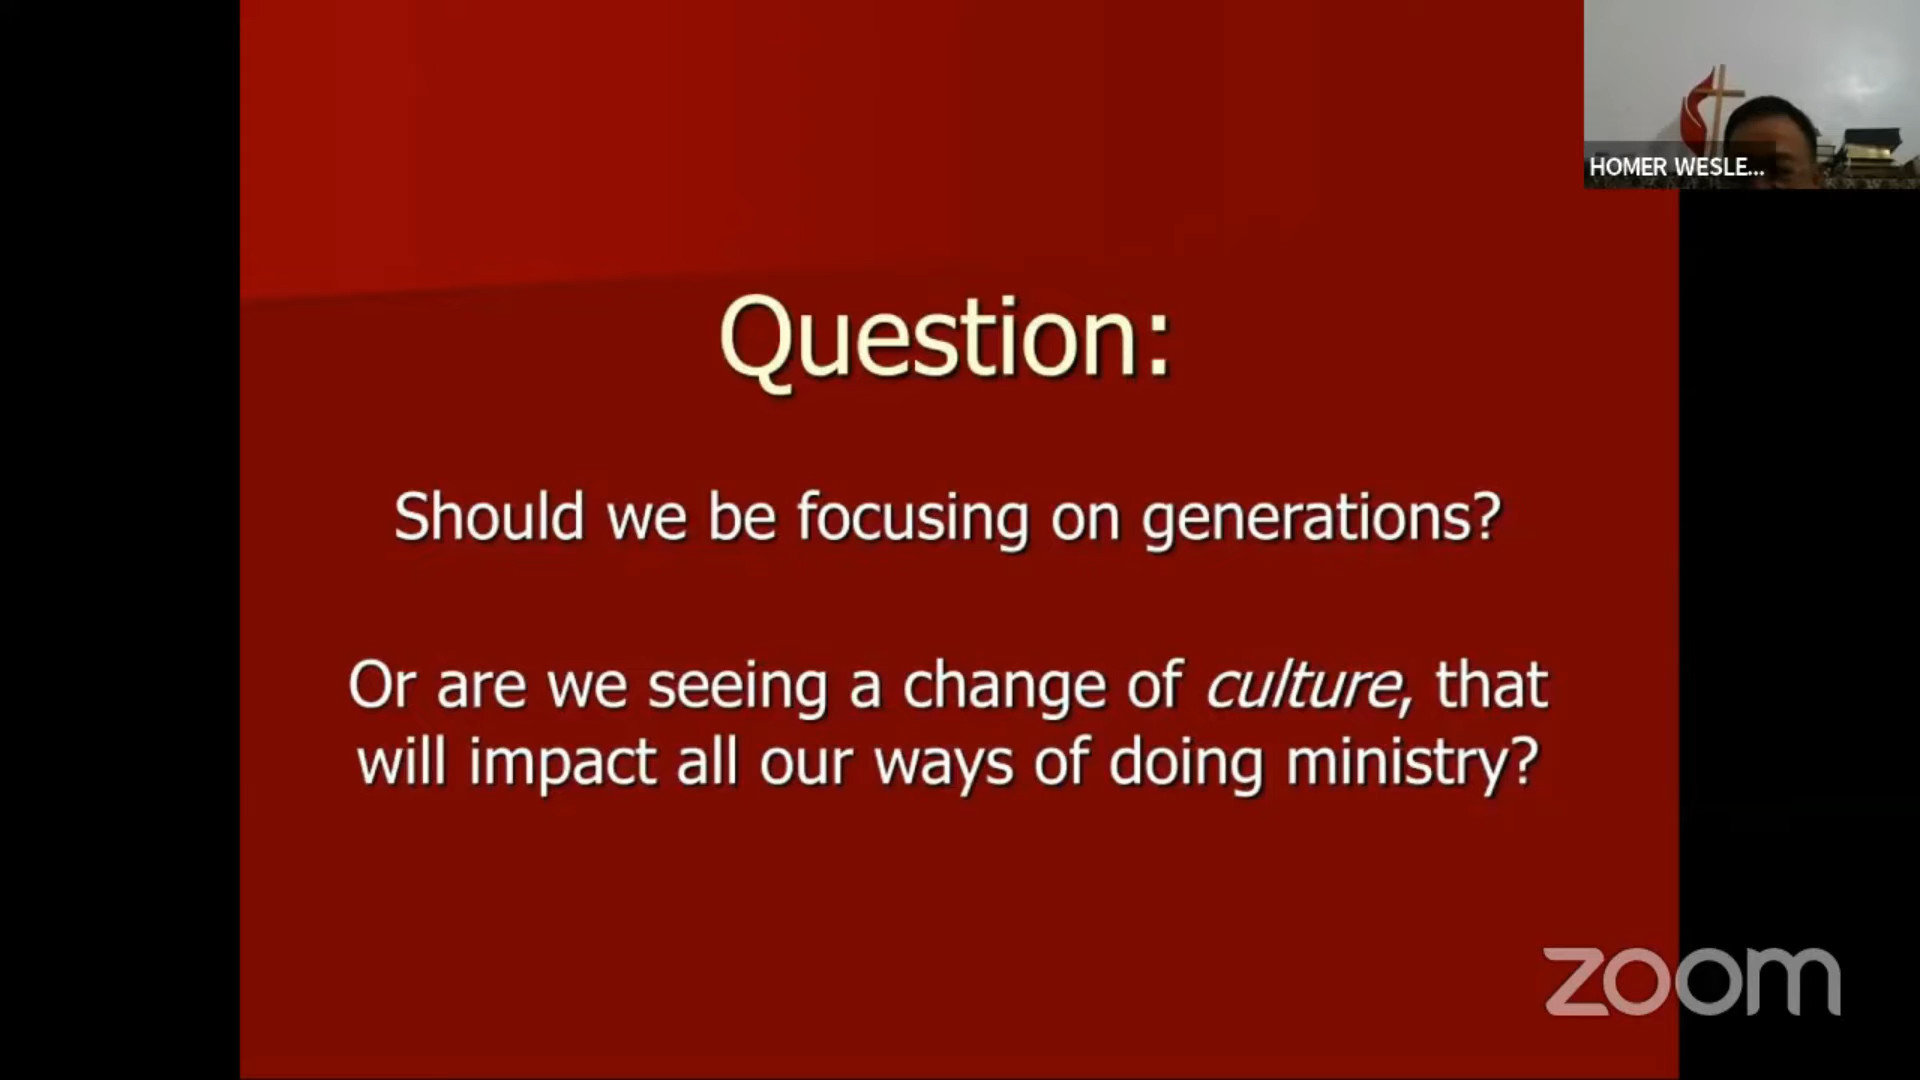 HOMER WESLE...
Question:
Should we be focusing on generations?
Or are we seeing a change of culture, that
will impact all our ways of doing ministry?
zoom